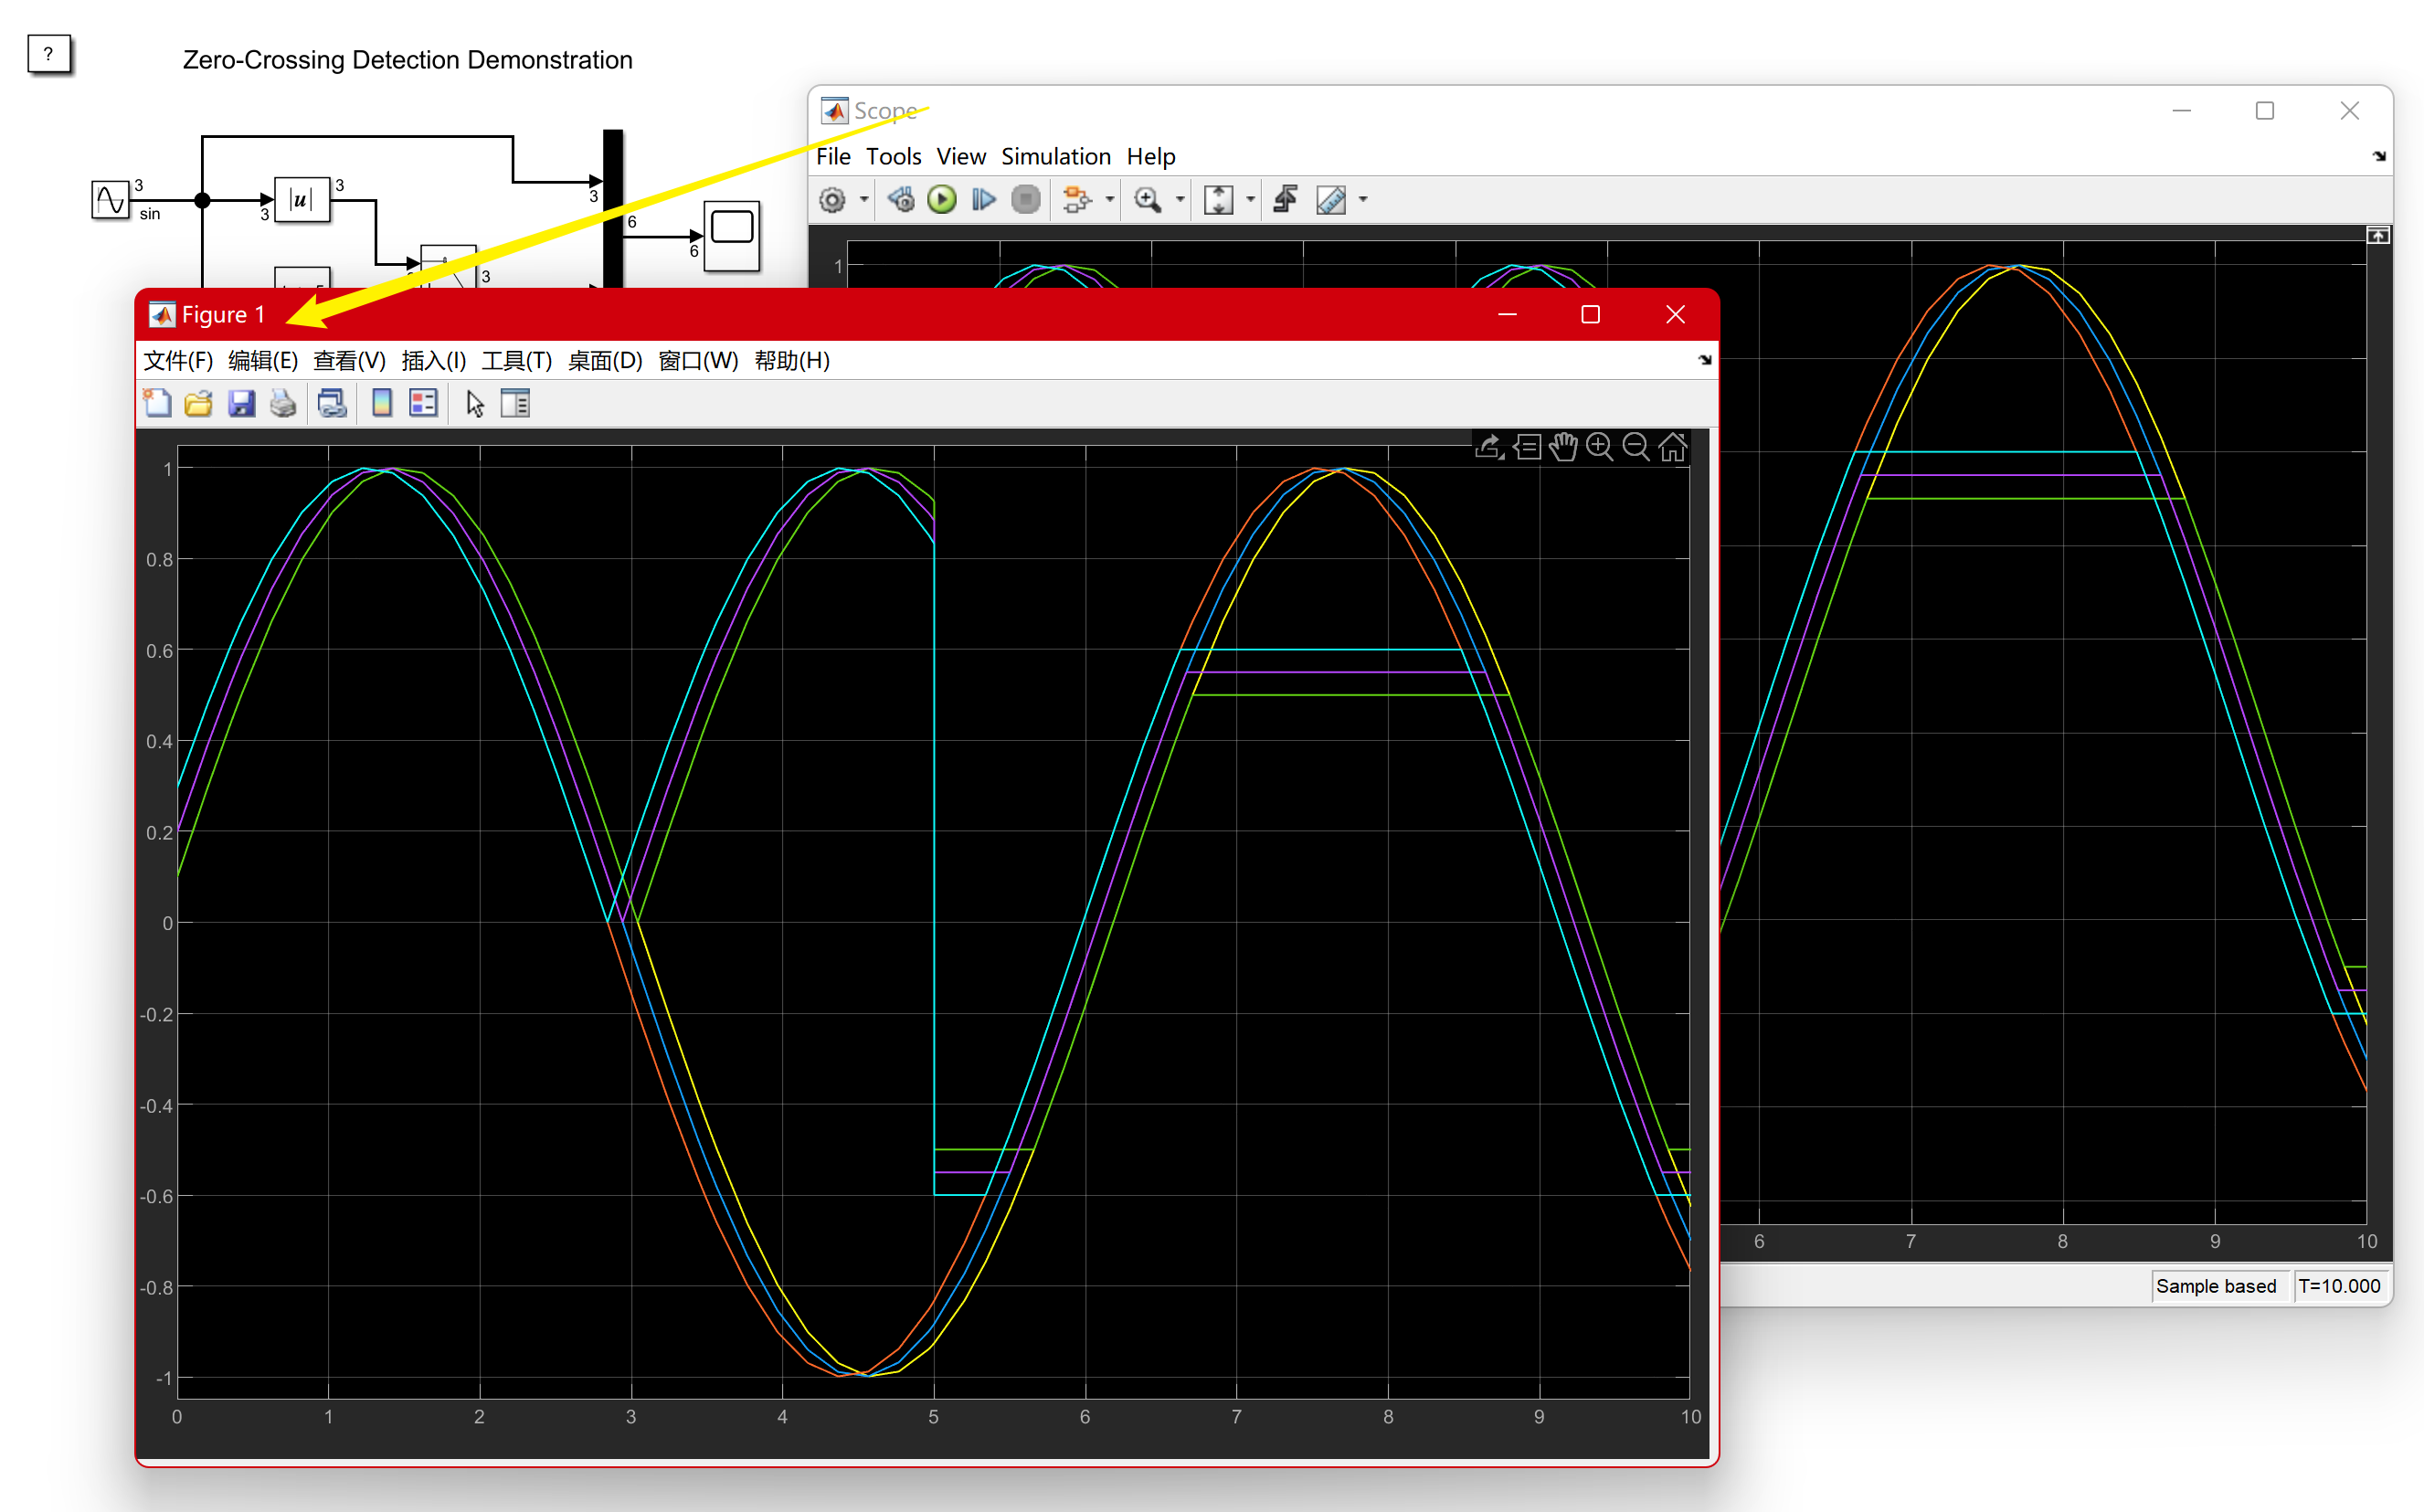 ?
Zero-Crossing Detection Demonstration
3
sin
3
|u|
3
3
3
6
6
Scope
File Tools View Simulation Help
1
Figure 1
文件(F) 编辑(E) 查看(V) 插入(I) 工具(T) 桌面(D) 窗口(W) 帮助(H)
1
0.8
0.6
0.4
0.2
0
-0.2
-0.4
-0.6
-0.8
-1
0 1 2 3 4 5 6 7 8 9 10
6 7 8 9 10
Sample based T=10.000